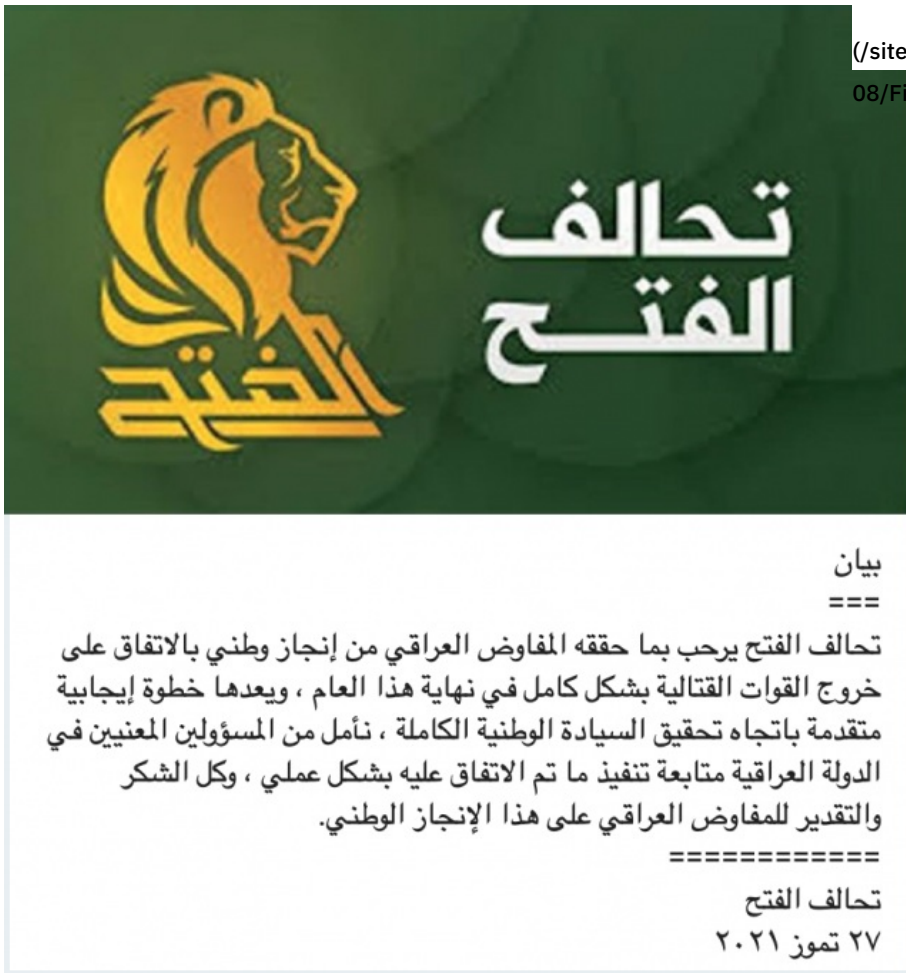 (/site
08/Fi
تحالف
الفتــح
الفتح
بيان
===
تحالف الفتح يرحب بما حققه المفاوض العراقي من إنجاز وطني بالاتفاق على
خروج القوات القتالية بشكل كامل في نهاية هذا العام ، ويعدها خطوة إيجابية
متقدمة باتجاه تحقيق السيادة الوطنية الكاملة ، نأمل من المسؤولين المعنيين في
الدولة العراقية متابعة تنفيذ ما تم الاتفاق عليه بشكل عملي ، وكل الشكر
والتقدير للمفاوض العراقي على هذا الإنجاز الوطني.
============
تحالف الفتح
٢٧ تموز ٢٠٢١